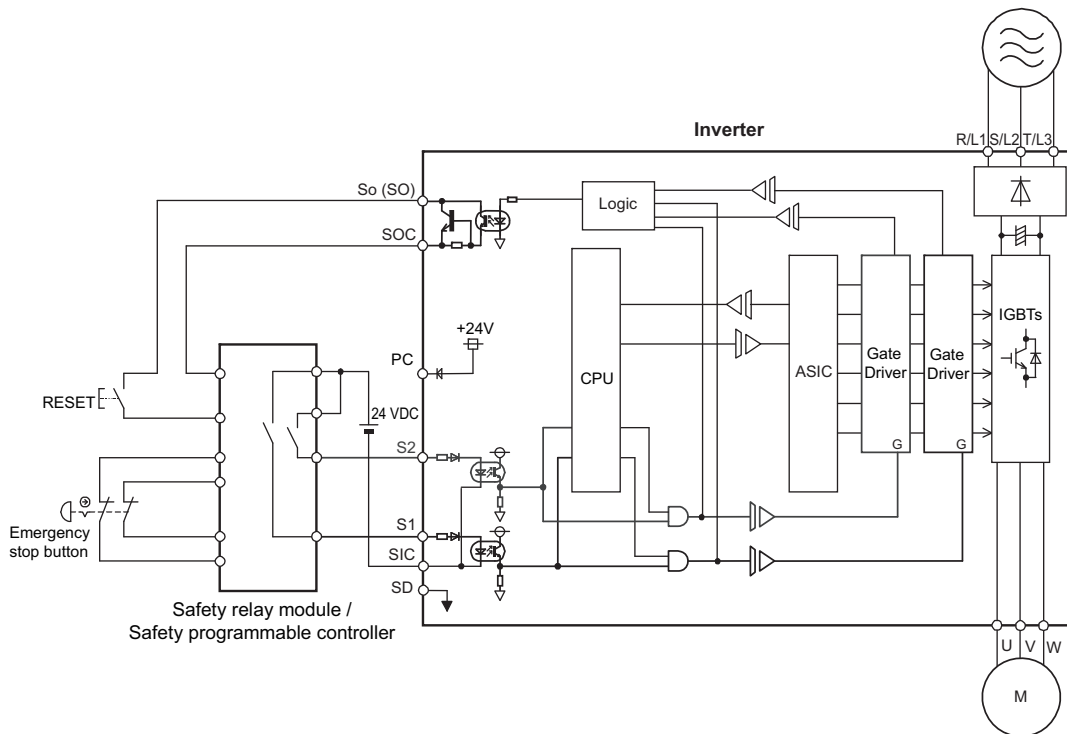 Inverter
R/L1 S/L2 T/L3
So (SO)
SOC
Logic
+24V
PC
CPU
ASIC
Gate
Driver
Gate
Driver
IGBTs
RESET
24 VDC
S2
G
G
Emergency
stop button
S1
SIC
SD
Safety relay module /
Safety programmable controller
U
V
W
M